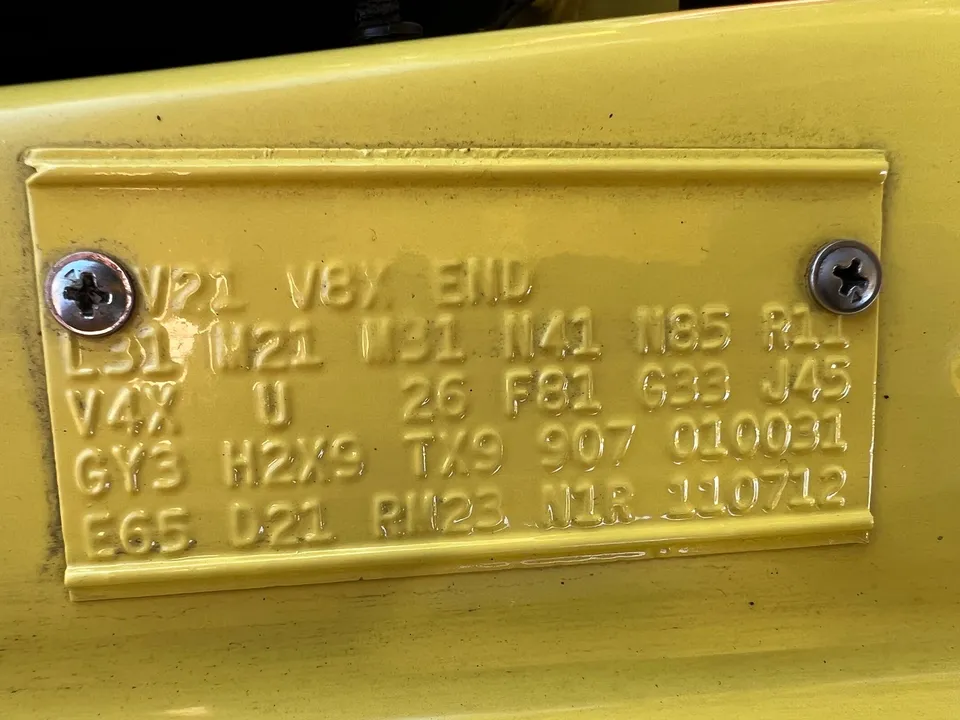 V21 V8X END
L31 M21 M31 N41 N85 R11
V4X U 26 F81 G33 J45
GY3 H2X9 TX9 907 010031
E65 D21 RM23 N1R 110712